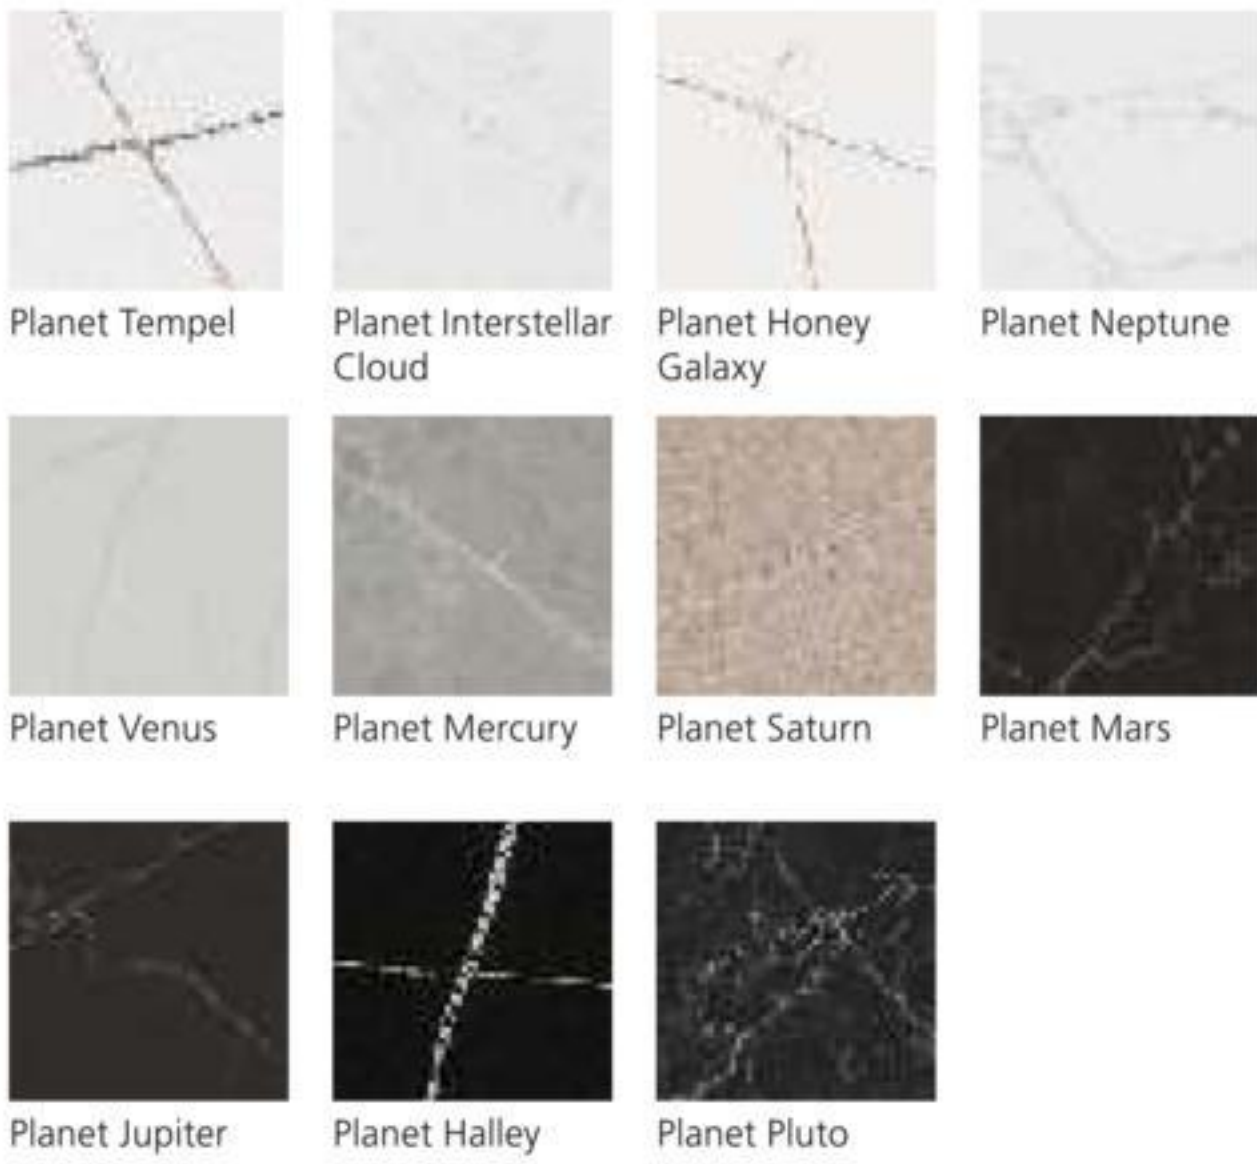 Planet Tempel
Planet Interstellar
Cloud
Planet Honey
Galaxy
Planet Neptune
Planet Venus
Planet Mercury
Planet Saturn
Planet Mars
Planet Jupiter
Planet Halley
Planet Pluto